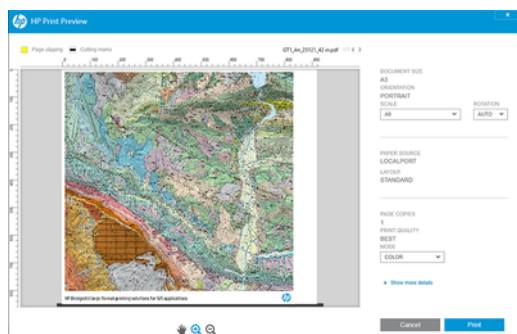 HP Print Preview
Page clipping
Cutting marks
1/1
DOCUMENT SIZE
A3
ORIENTATION
PORTRAIT
SCALE
ROTATION
A0
AUTO
PAPER SOURCE
LOCALPORT
LAYOUT
STANDARD
PAGE COPIES
1
PRINT QUALITY
BEST
MODE
COLOR
Show more details
HP DesignJet large format printing solutions for GIS applications
Cancel
Print